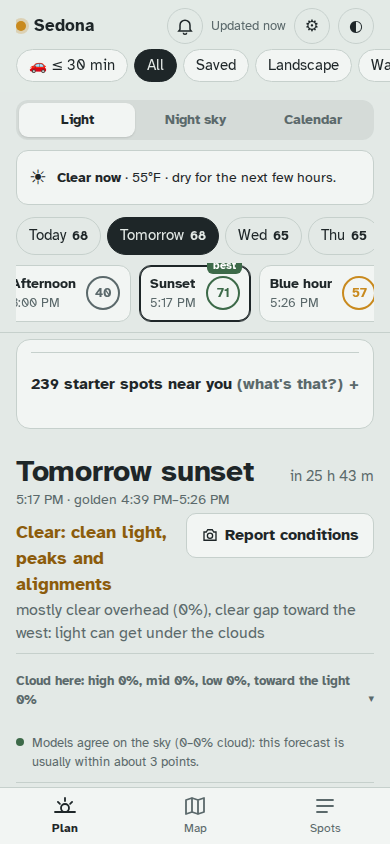 Sedona
Updated now
🚗 ≤ 30 min
All
Saved
Landscape
Wa
Light
Night sky
Calendar
Clear now · 55°F · dry for the next few hours.
Today 68
Tomorrow 68
Wed 65
Thu 65
Afternoon
3:00 PM
40
best
Sunset
5:17 PM
71
Blue hour
5:26 PM
57
239 starter spots near you (what's that?) +
Tomorrow sunset
in 25 h 43 m
5:17 PM · golden 4:39 PM–5:26 PM
Clear: clean light,
peaks and
alignments
Report conditions
mostly clear overhead (0%), clear gap toward the
west: light can get under the clouds
Cloud here: high 0%, mid 0%, low 0%, toward the light
0%
Models agree on the sky (0–0% cloud): this forecast is
usually within about 3 points.
Plan
Map
Spots